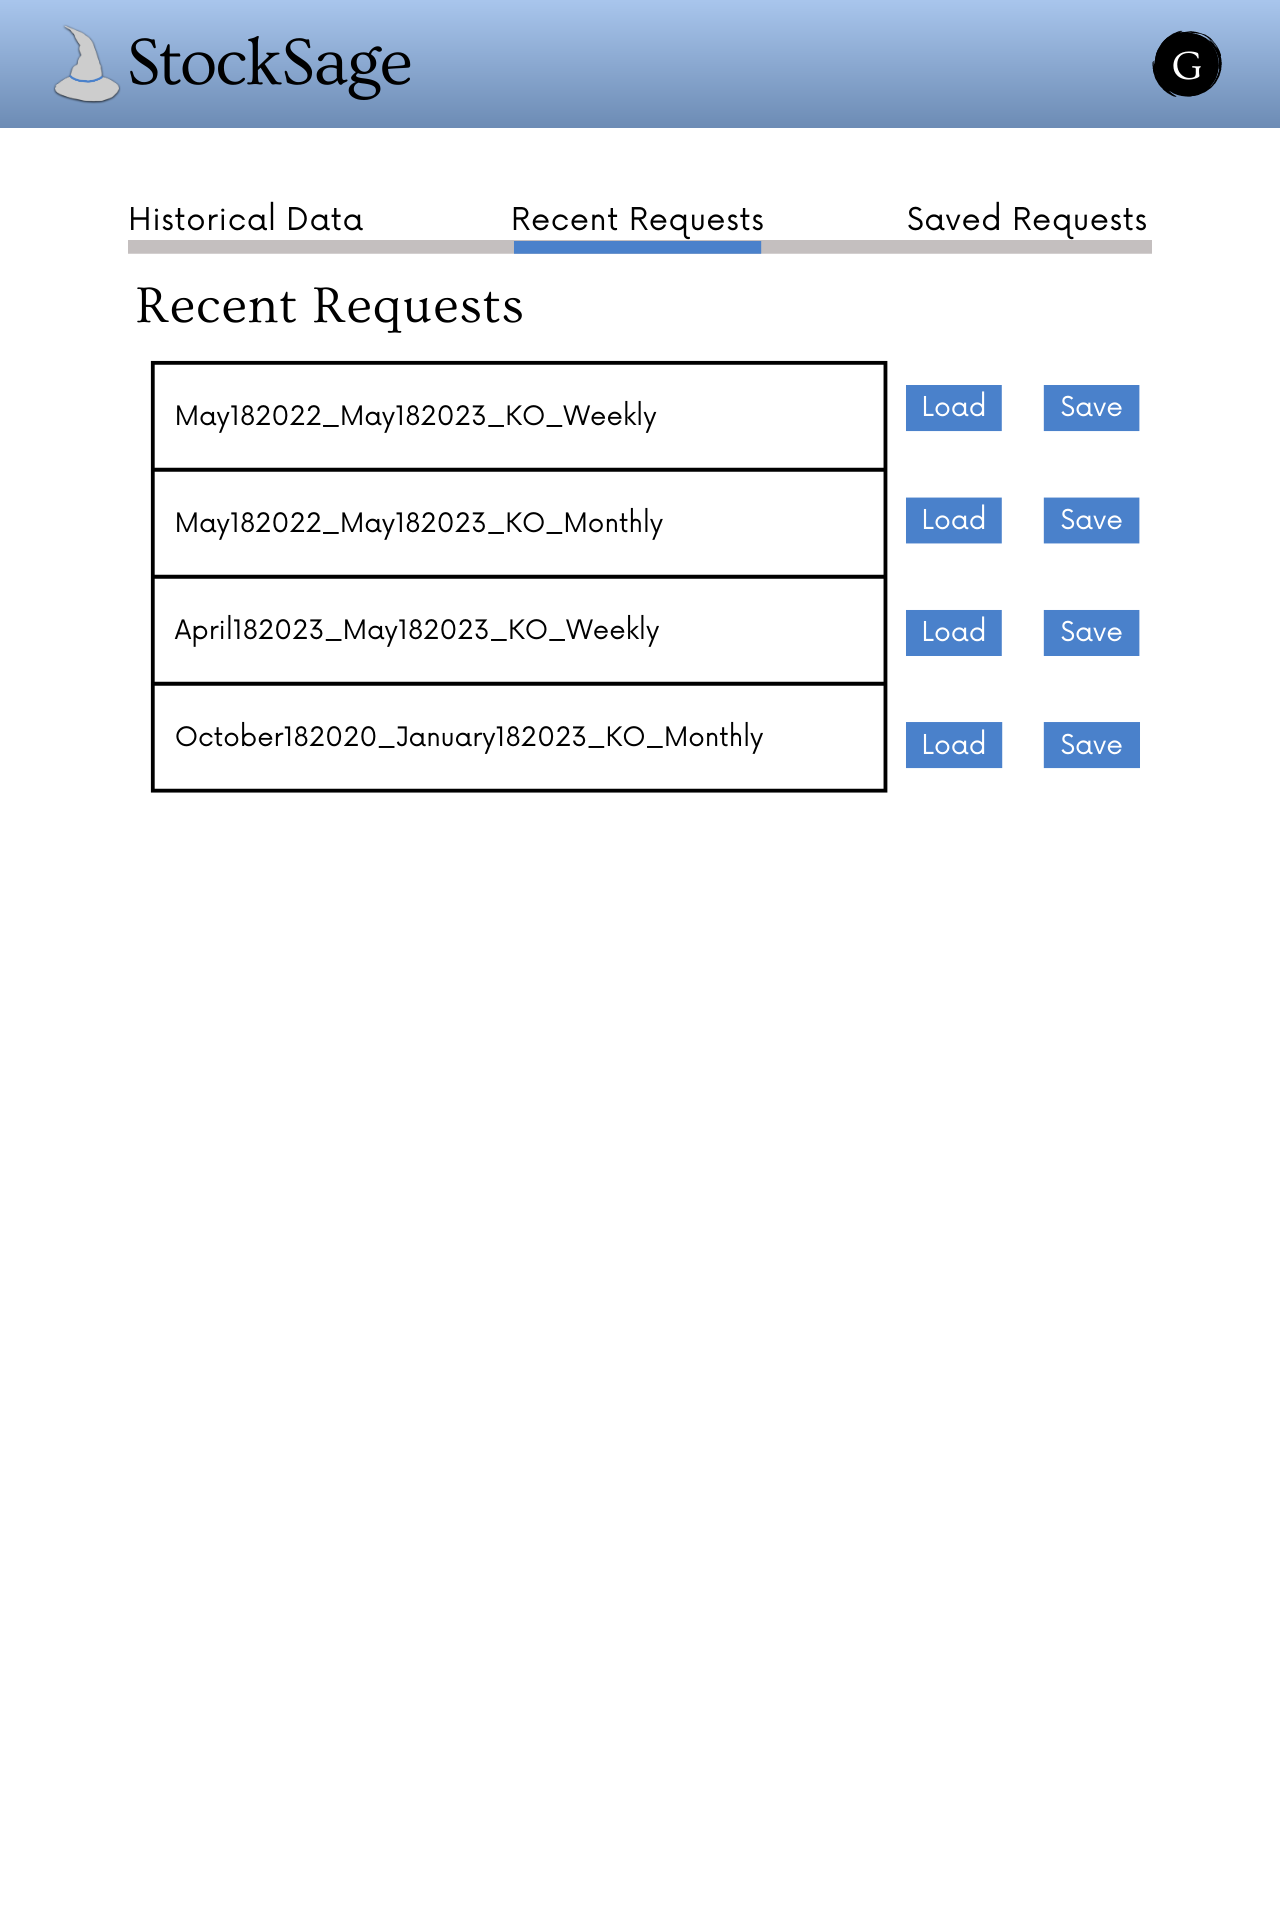 StockSage
G
Historical Data Recent Requests Saved Requests
Recent Requests
May182022_May182023_KO_Weekly Load Save
May182022_May182023_KO_Monthly Load Save
April182023_May182023_KO_Weekly Load Save
October182020_January182023_KO_Monthly Load Save